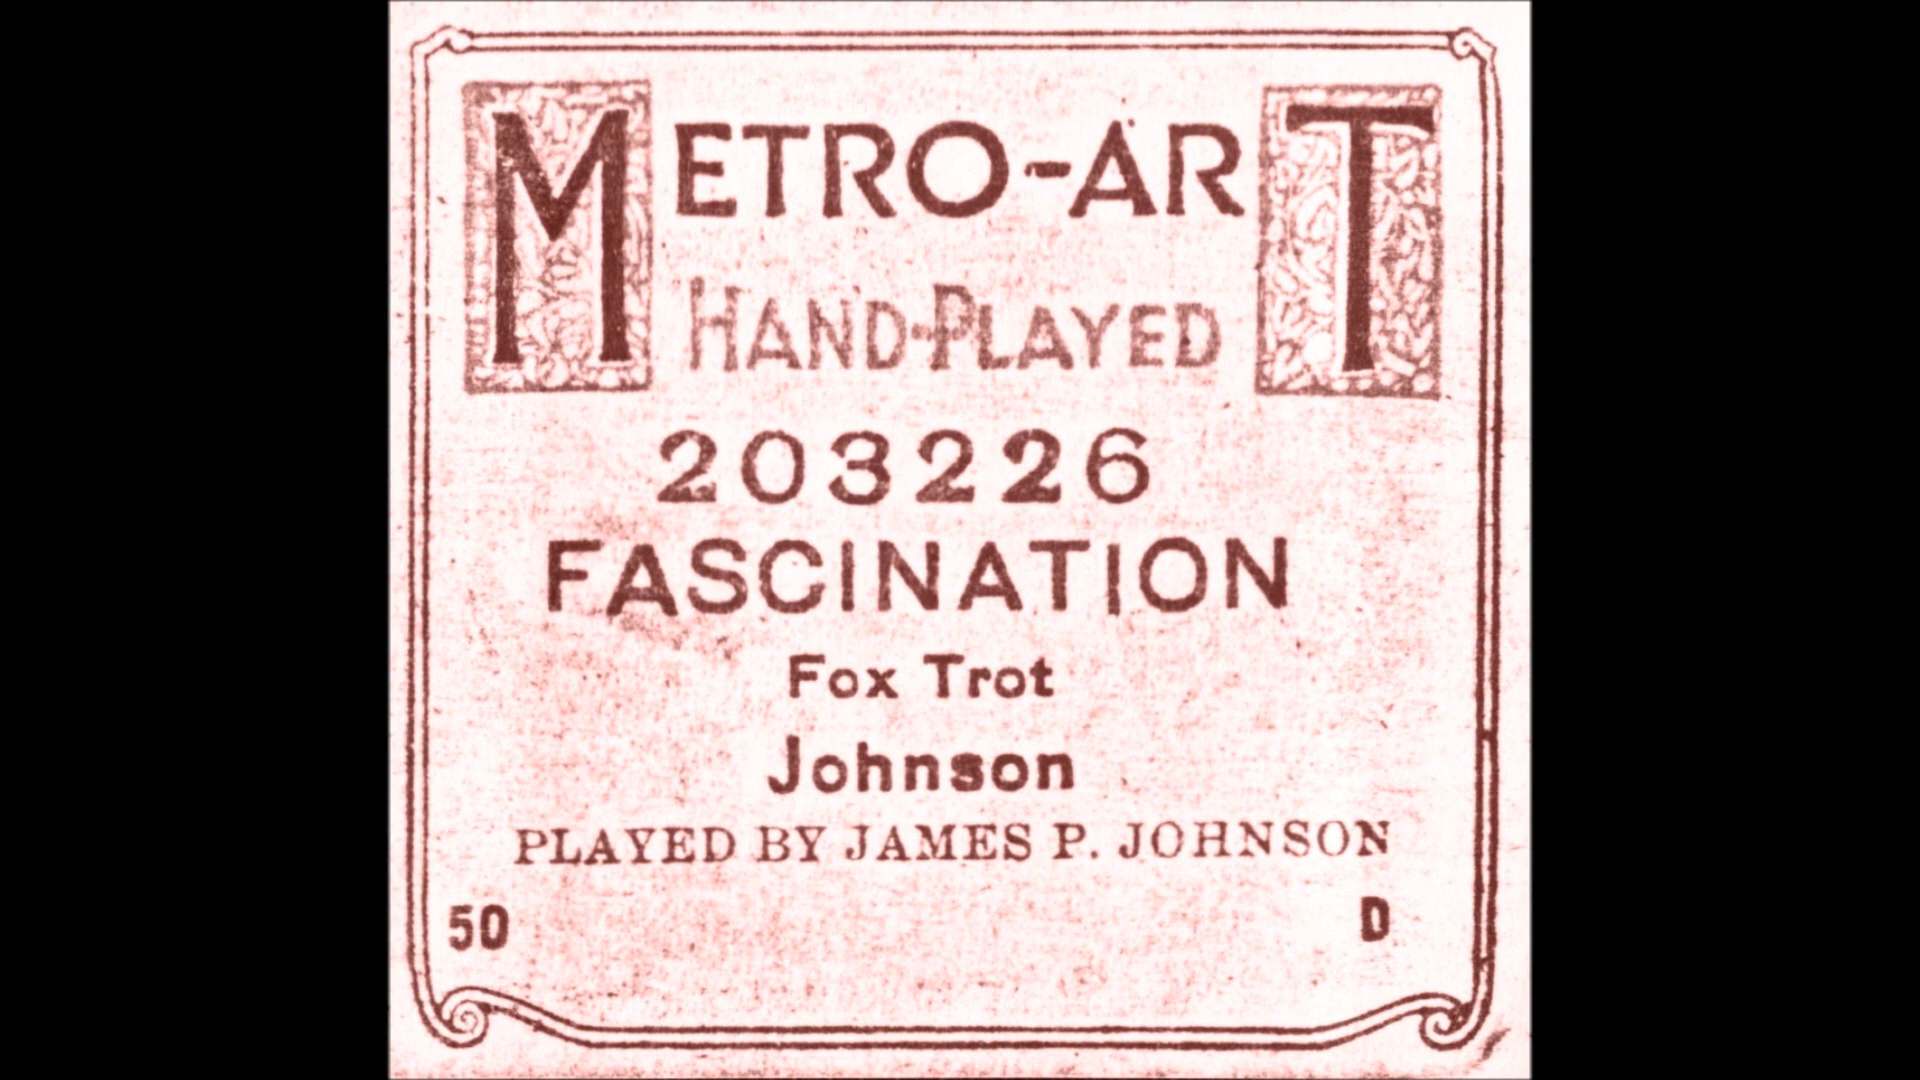 METRO-ART
HAND-PLAYED
203226
FASCINATION
Fox Trot
Johnson
PLAYED BY JAMES P. JOHNSON
50 D